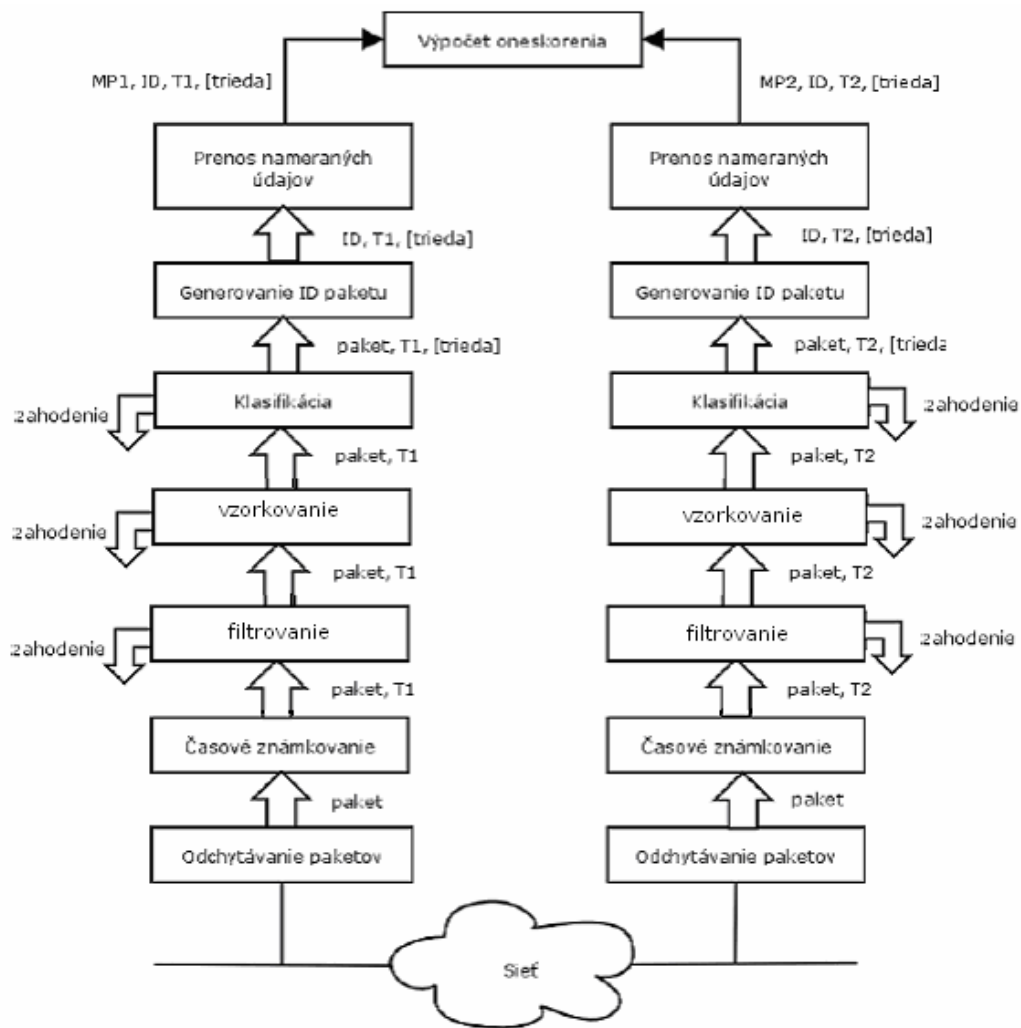 Výpočet oneskorenia
MP1, ID, T1, [trieda]
MP2, ID, T2, [trieda]
Prenos nameraných
údajov
Prenos nameraných
údajov
ID, T1, [trieda]
ID, T2, [trieda]
Generovanie ID paketu
Generovanie ID paketu
paket, T1, [trieda]
paket, T2, [trieda
zahodenie
Klasifikácia
Klasifikácia
zahodenie
paket, T1
paket, T2
zahodenie
vzorkovanie
vzorkovanie
zahodenie
paket, T1
paket, T2
zahodenie
filtrovanie
filtrovanie
zahodenie
paket, T1
paket, T2
Časové známkovanie
Časové známkovanie
paket
paket
Odchytávanie paketov
Odchytávanie paketov
Sieť